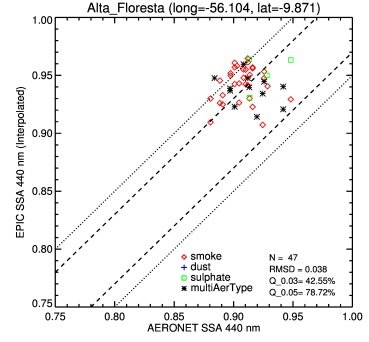 Alta_Floresta (long=-56.104, lat=-9.871)
1.00
0.95
0.90
0.85
0.80
0.75
EPIC SSA 440 nm (Interpolated)
smoke
dust
sulphate
multiAerType
N = 47
RMSD = 0.038
Q_0.03= 42.55%
Q_0.05= 78.72%
0.75 0.80 0.85 0.90 0.95 1.00
AERONET SSA 440 nm